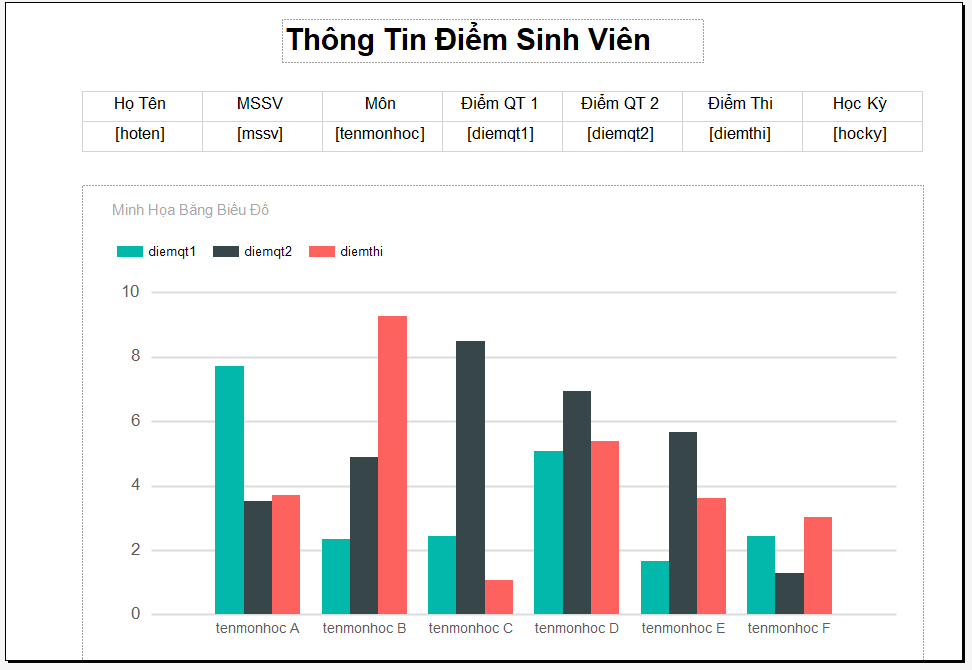 Thông Tin Điểm Sinh Viên
Họ Tên MSSV Môn Điểm QT 1 Điểm QT 2 Điểm Thi Học Kỳ
[hoten] [mssv] [tenmonhoc] [diemqt1] [diemqt2] [diemthi] [hocky]
Minh Họa Bằng Biểu Đồ
diemqt1 diemqt2 diemthi
10
8
6
4
2
0
tenmonhoc A tenmonhoc B tenmonhoc C tenmonhoc D tenmonhoc E tenmonhoc F